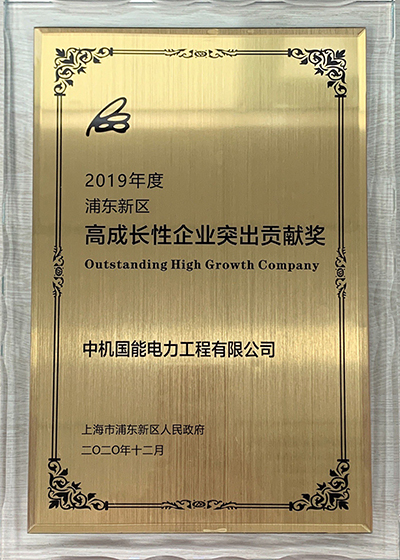 2019年度
浦东新区
高成长性企业突出贡献奖
Outstanding High Growth Company
中机国能电力工程有限公司
上海市浦东新区人民政府
二〇二〇年十二月